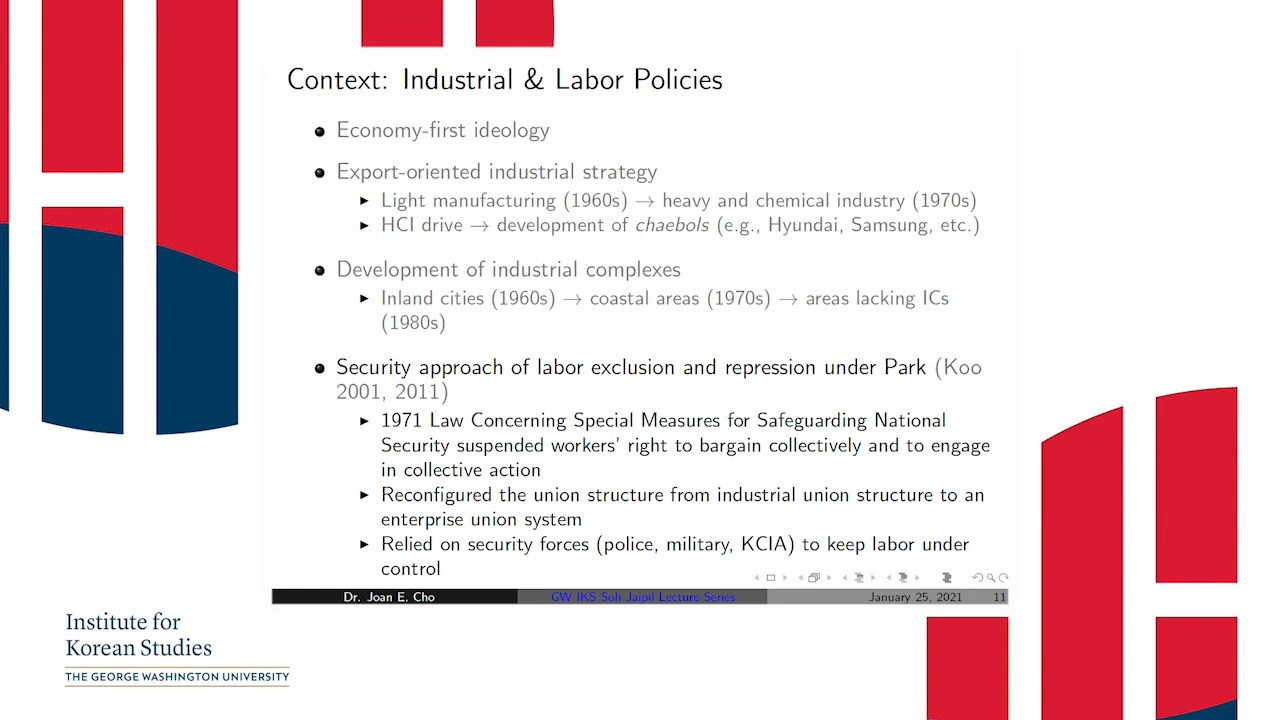 Context: Industrial & Labor Policies
Economy-first ideology
Export-oriented industrial strategy
Light manufacturing (1960s) → heavy and chemical industry (1970s)
HCI drive → development of chaebols (e.g., Hyundai, Samsung, etc.)
Development of industrial complexes
Inland cities (1960s) → coastal areas (1970s) → areas lacking ICs
(1980s)
Security approach of labor exclusion and repression under Park (Koo
2001, 2011)
1971 Law Concerning Special Measures for Safeguarding National
Security suspended workers' right to bargain collectively and to engage
in collective action
Reconfigured the union structure from industrial union structure to an
enterprise union system
Relied on security forces (police, military, KCIA) to keep labor under
control
Dr. Joan E. Cho GW IKS Soh Jaipil Lecture Series January 25, 2021 11
Institute for
Korean Studies
THE GEORGE WASHINGTON UNIVERSITY